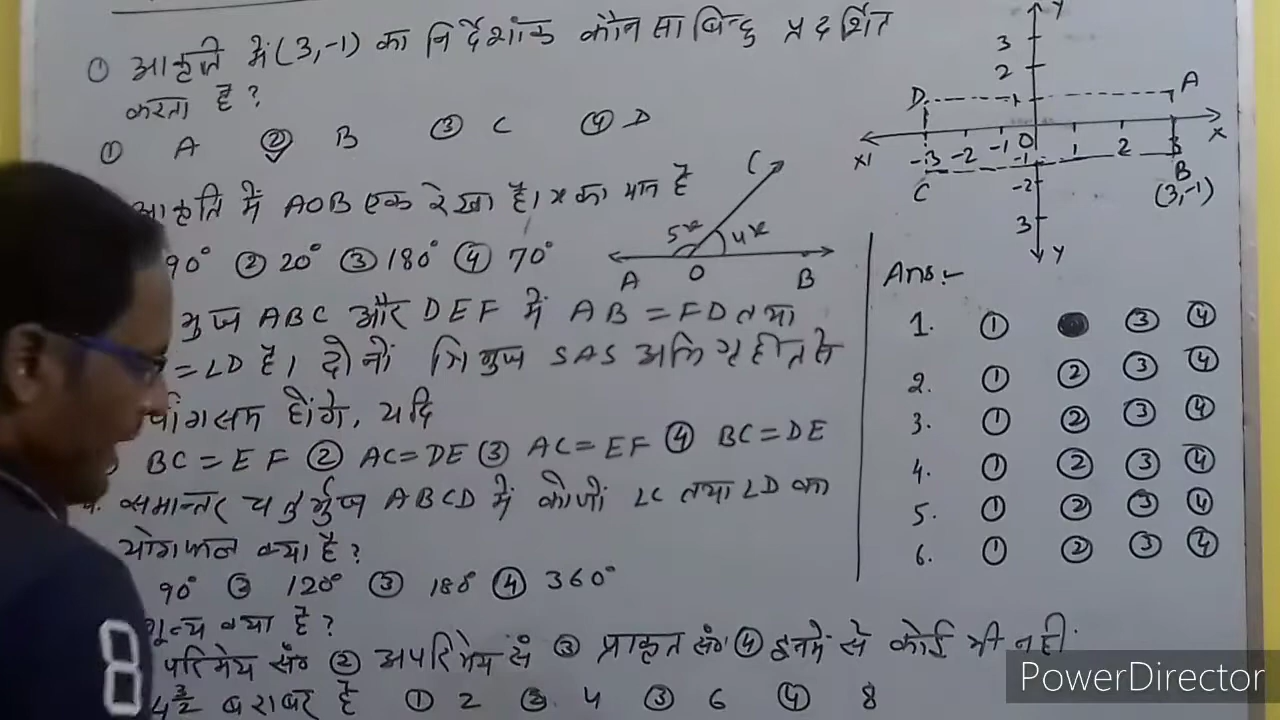 ① आकृति में (3,-1) का निर्देशांक कौन सा बिन्दु प्रदर्शित
करता है ?
① A ② B ③ C ④ D
आकृति में AOB एक रेखा है। x का मान है
90° ② 20° ③ 180° ④ 70°
भुज ABC और DEF में AB = FD तथा
= ∠D है। दोनों त्रिभुज SAS अभिगृहीत से
र्वांगसम होंगे, यदि
BC = EF ② AC = DE ③ AC = EF ④ BC = DE
समान्तर चतुर्भुज ABCD में कोणों ∠C तथा ∠D का
योगफल क्या है ?
90° ② 120° ③ 180° ④ 360°
शून्य क्या है ?
परिमेय सं० ② अपरिमेय सं ③ प्राकृत सं० ④ इनमें से कोई भी नहीं
4 3/2 बराबर है ① 2 ② 4 ③ 6 ④ 8
Y
3
2
D 1 A
X1 -3 -2 -1 0 1 2 3 X
-1
C B
-2 (3,-1)
3
Y
C
5x 4x
A O B
Ans:-
1. ① ③ ④
2. ① ② ③ ④
3. ① ② ③ ④
4. ① ② ③ ④
5. ① ② ③ ④
6. ① ② ③ ④
PowerDirector